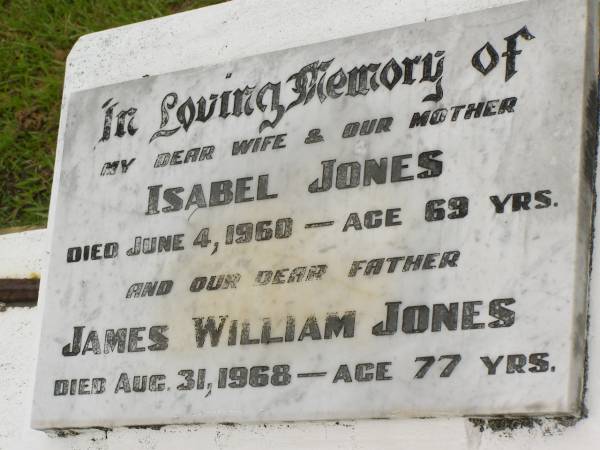 In Loving Memory of
MY DEAR WIFE & OUR MOTHER
ISABEL JONES
DIED JUNE 4, 1960 — AGE 69 YRS.
AND OUR DEAR FATHER
JAMES WILLIAM JONES
DIED AUG. 31, 1968 — AGE 77 YRS.